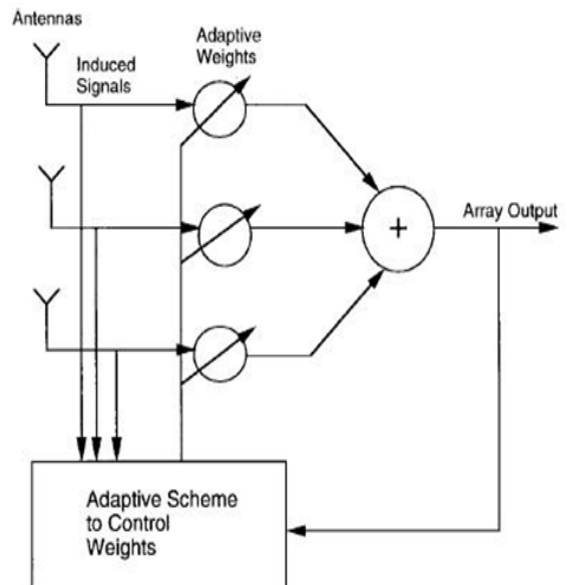 Antennas
Induced
Signals
Adaptive
Weights
+
Array Output
Adaptive Scheme
to Control
Weights